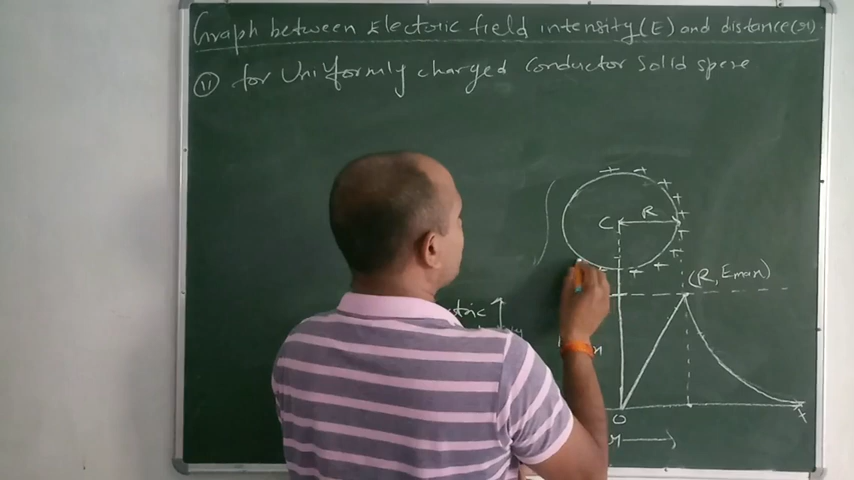 Graph between Electric field intensity (E) and distance (r).
(ii) for Uniformly charged Conductor Solid spere
+ + + + + + + + +
C R
(R, Emax)
O
X
r